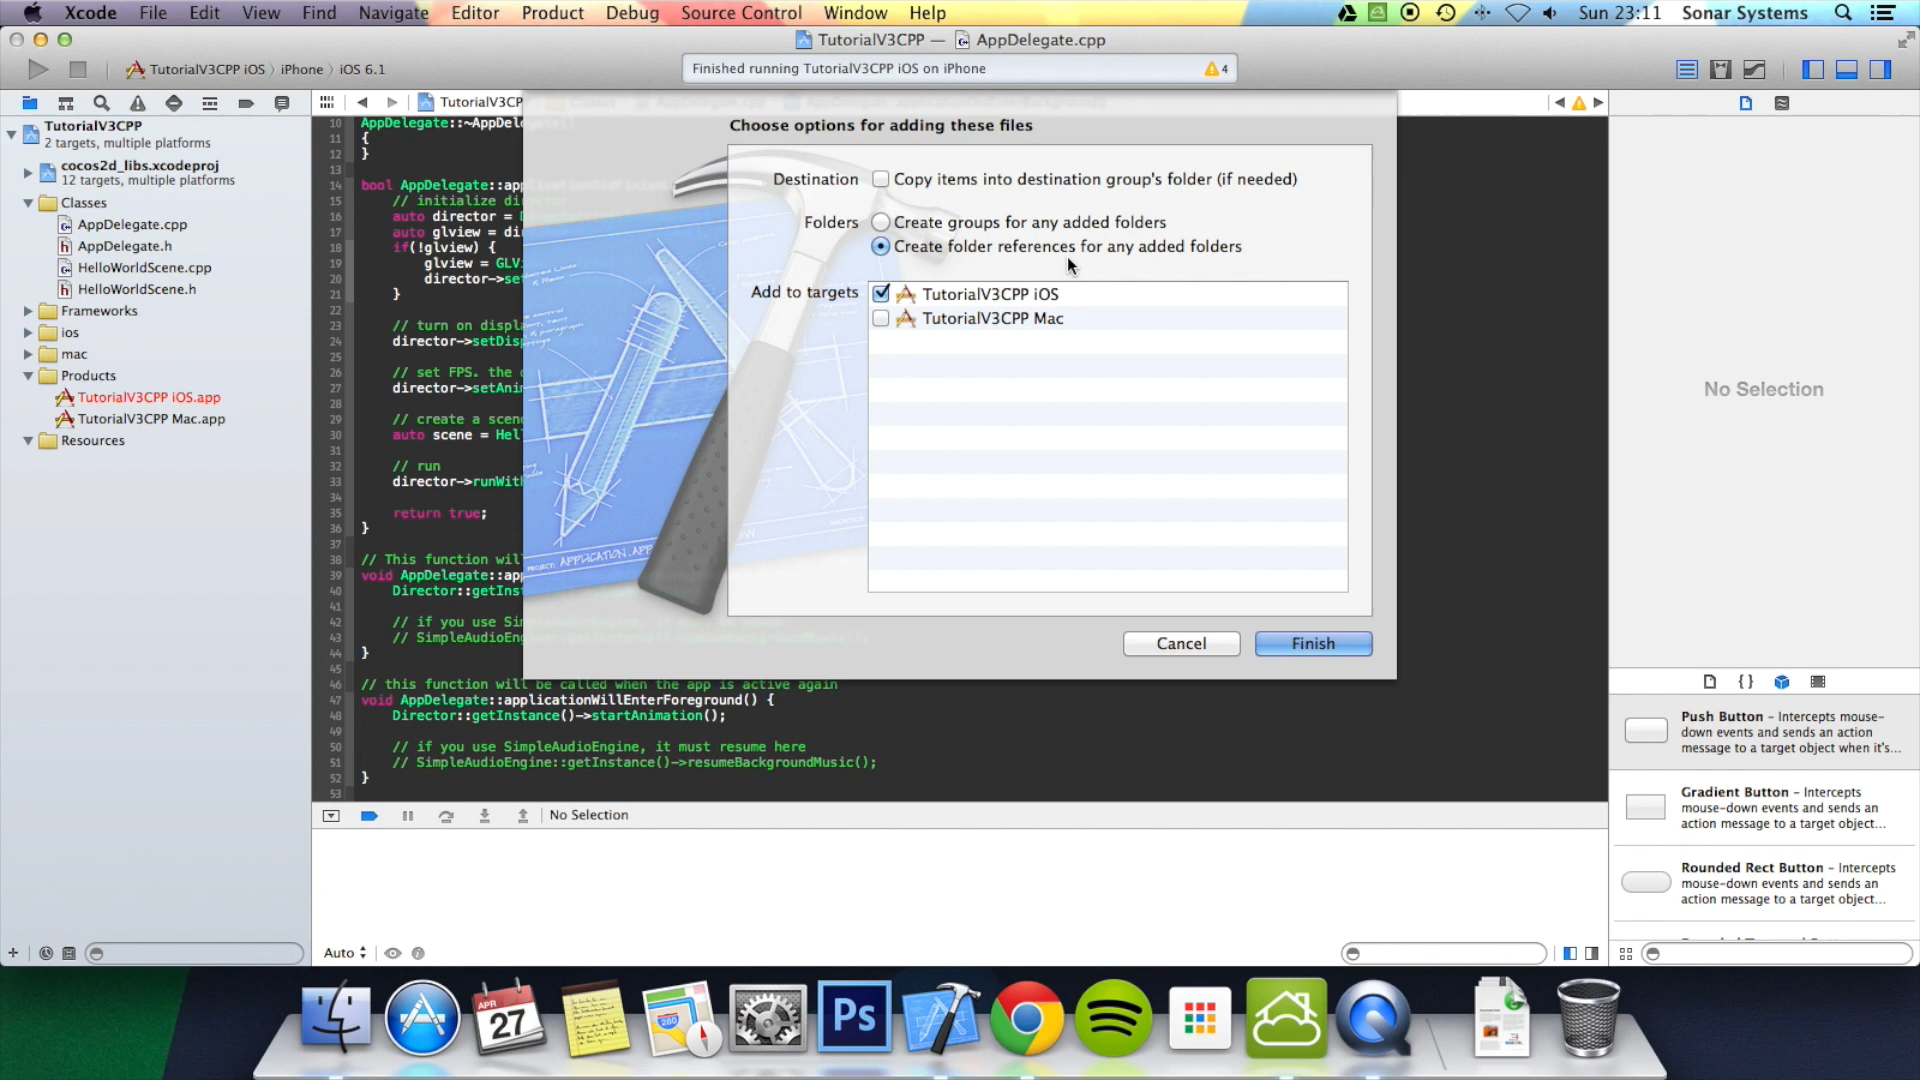 Xcode File Edit View Find Navigate Editor Product Debug Source Control Window Help Sun 23:11 Sonar Systems
TutorialV3CPP — AppDelegate.cpp
TutorialV3CPP iOS iPhone iOS 6.1
Finished running TutorialV3CPP iOS on iPhone
4
TutorialV3CPP
2 targets, multiple platforms
cocos2d_libs.xcodeproj
12 targets, multiple platforms
Classes
AppDelegate.cpp
AppDelegate.h
HelloWorldScene.cpp
HelloWorldScene.h
Frameworks
ios
mac
Products
TutorialV3CPP iOS.app
TutorialV3CPP Mac.app
Resources
TutorialV3CP
10 AppDelegate::~AppDele
11 {
12 }
13
14 bool AppDelegate::app
15 // initialize di
16 auto director =
17 auto glview = di
18 if(!glview) {
19 glview = GLV
20 director->se
21 }
22
23 // turn on displ
24 director->setDis
25
26 // set FPS. the
27 director->setAni
28
29 // create a scen
30 auto scene = Hel
31
32 // run
33 director->runWit
34
35 return true;
36 }
37
38 // This function wil
39 void AppDelegate::app
40 Director::getIns
41
42 // if you use Si
43 // SimpleAudioEn
44 }
45
46 // this function will be called when the app is active again
47 void AppDelegate::applicationWillEnterForeground() {
48 Director::getInstance()->startAnimation();
49
50 // if you use SimpleAudioEngine, it must resume here
51 // SimpleAudioEngine::getInstance()->resumeBackgroundMusic();
52 }
53
Choose options for adding these files
Destination Copy items into destination group's folder (if needed)
Folders Create groups for any added folders
Create folder references for any added folders
Add to targets TutorialV3CPP iOS
TutorialV3CPP Mac
PROJECT: APPLICATION.APP
Cancel Finish
No Selection
Auto
No Selection
Push Button – Intercepts mouse-
down events and sends an action
message to a target object when it's...
Gradient Button – Intercepts
mouse-down events and sends an
action message to a target object...
Rounded Rect Button – Intercepts
mouse-down events and sends an
action message to a target object...
APR
27
280
Ps